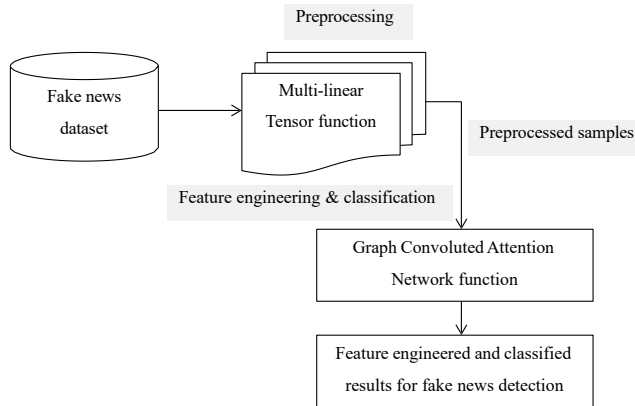 Preprocessing
Fake news
dataset
Multi-linear
Tensor function
Preprocessed samples
Feature engineering & classification
Graph Convoluted Attention
Network function
Feature engineered and classified
results for fake news detection